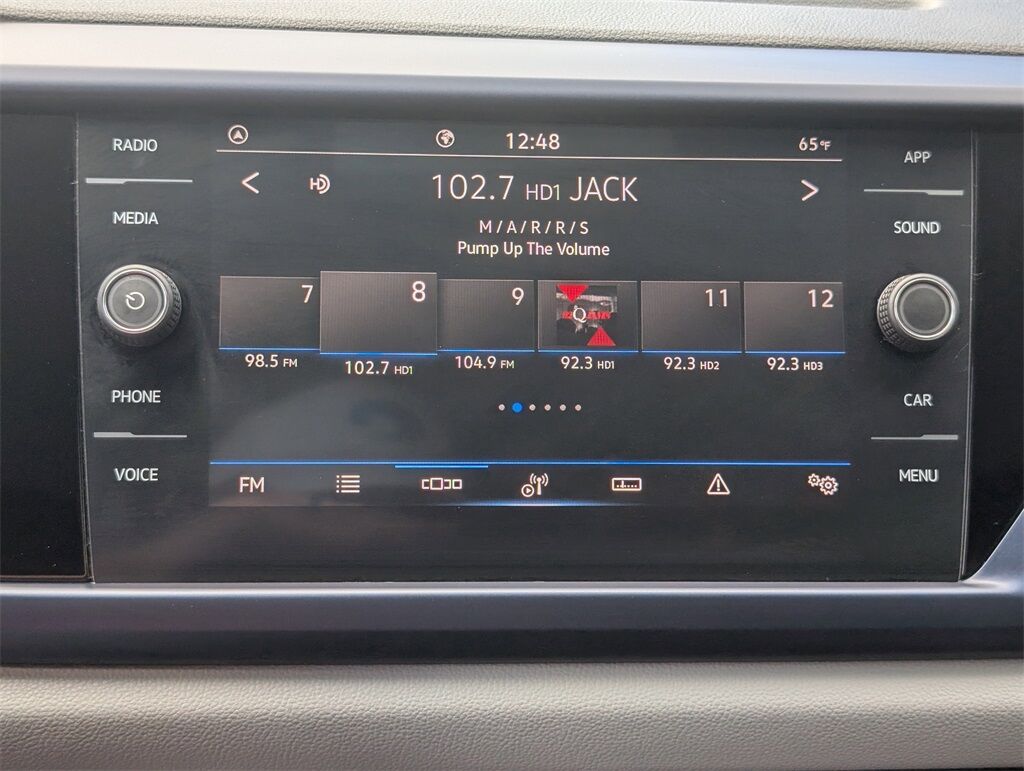 RADIO
MEDIA
PHONE
VOICE
12:48
65°F
HD
102.7 HD1 JACK
M/A/R/R/S
Pump Up The Volume
7
8
9
Q
11
12
98.5 FM
102.7 HD1
104.9 FM
92.3 HD1
92.3 HD2
92.3 HD3
FM
APP
SOUND
CAR
MENU